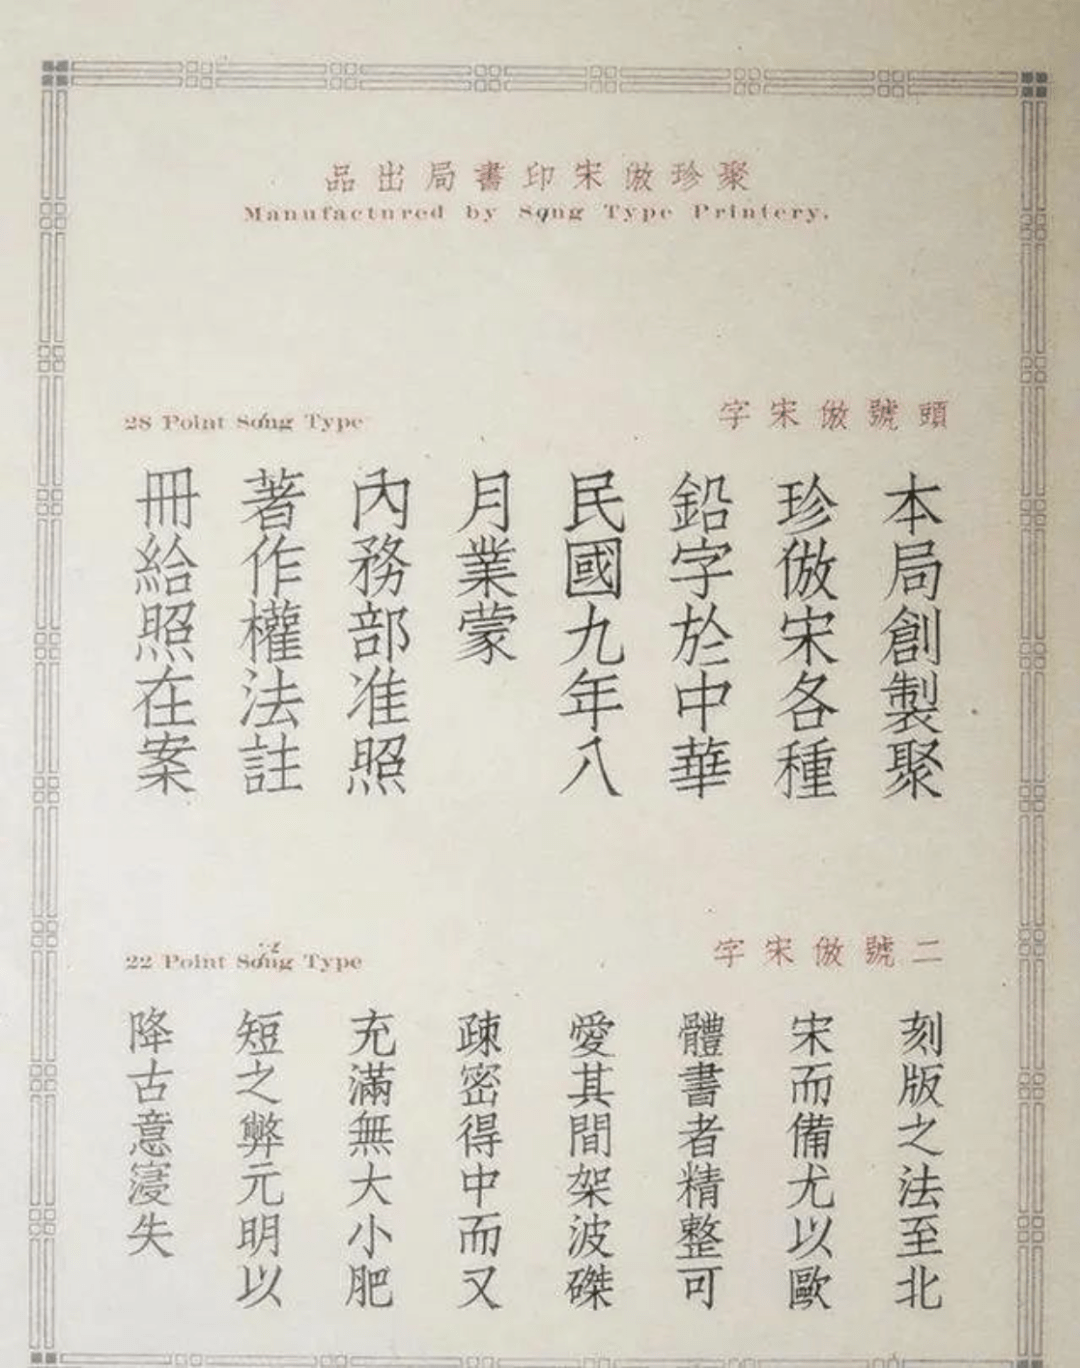 聚珍倣宋印書局出品
Manufactured by Song Type Printery.
頭號倣宋字
28 Point Song Type
本局創製聚
珍倣宋各種
鉛字於中華
民國九年八
月業蒙
內務部准照
著作權法註
冊給照在案
二號倣宋字
22 Point Song Type
刻版之法至北
宋而備尤以歐
體書者精整可
愛其間架波磔
疎密得中而又
充滿無大小肥
短之弊元明以
降古意寖失